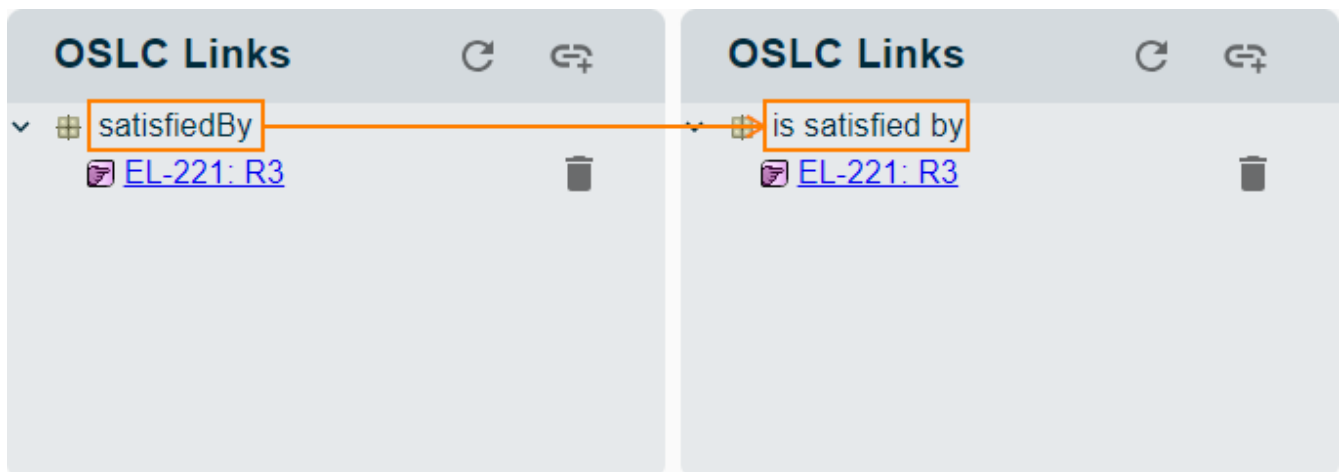 OSLC Links
satisfiedBy
EL-221: R3
OSLC Links
is satisfied by
EL-221: R3